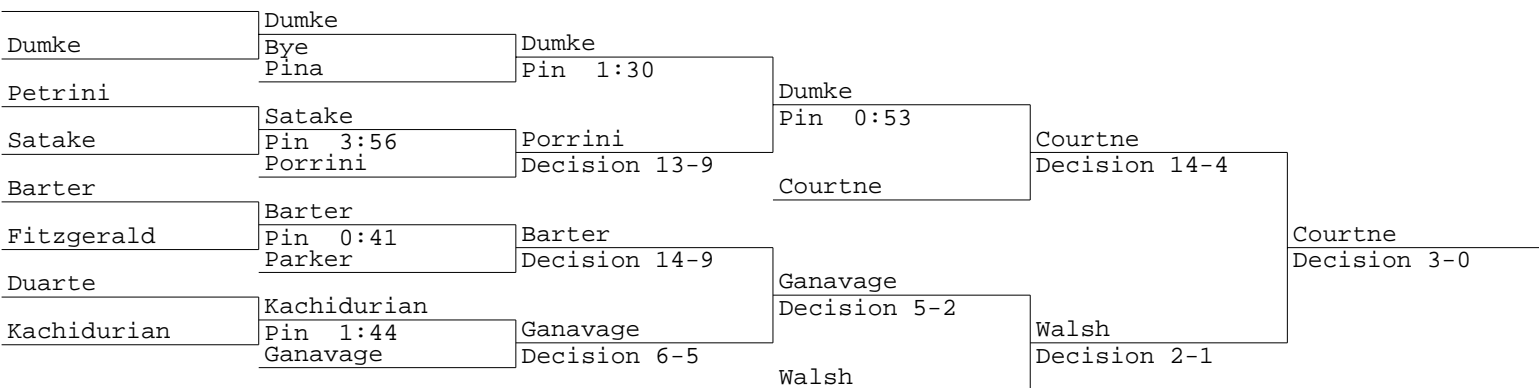 Dumke
Dumke
Bye
Pina
Dumke
Pin 1:30
Petrini
Satake
Satake
Pin 3:56
Porrini
Porrini
Decision 13-9
Dumke
Pin 0:53
Courtne
Courtne
Decision 14-4
Barter
Fitzgerald
Barter
Pin 0:41
Parker
Barter
Decision 14-9
Duarte
Kachidurian
Kachidurian
Pin 1:44
Ganavage
Ganavage
Decision 6-5
Ganavage
Decision 5-2
Walsh
Walsh
Decision 2-1
Courtne
Decision 3-0